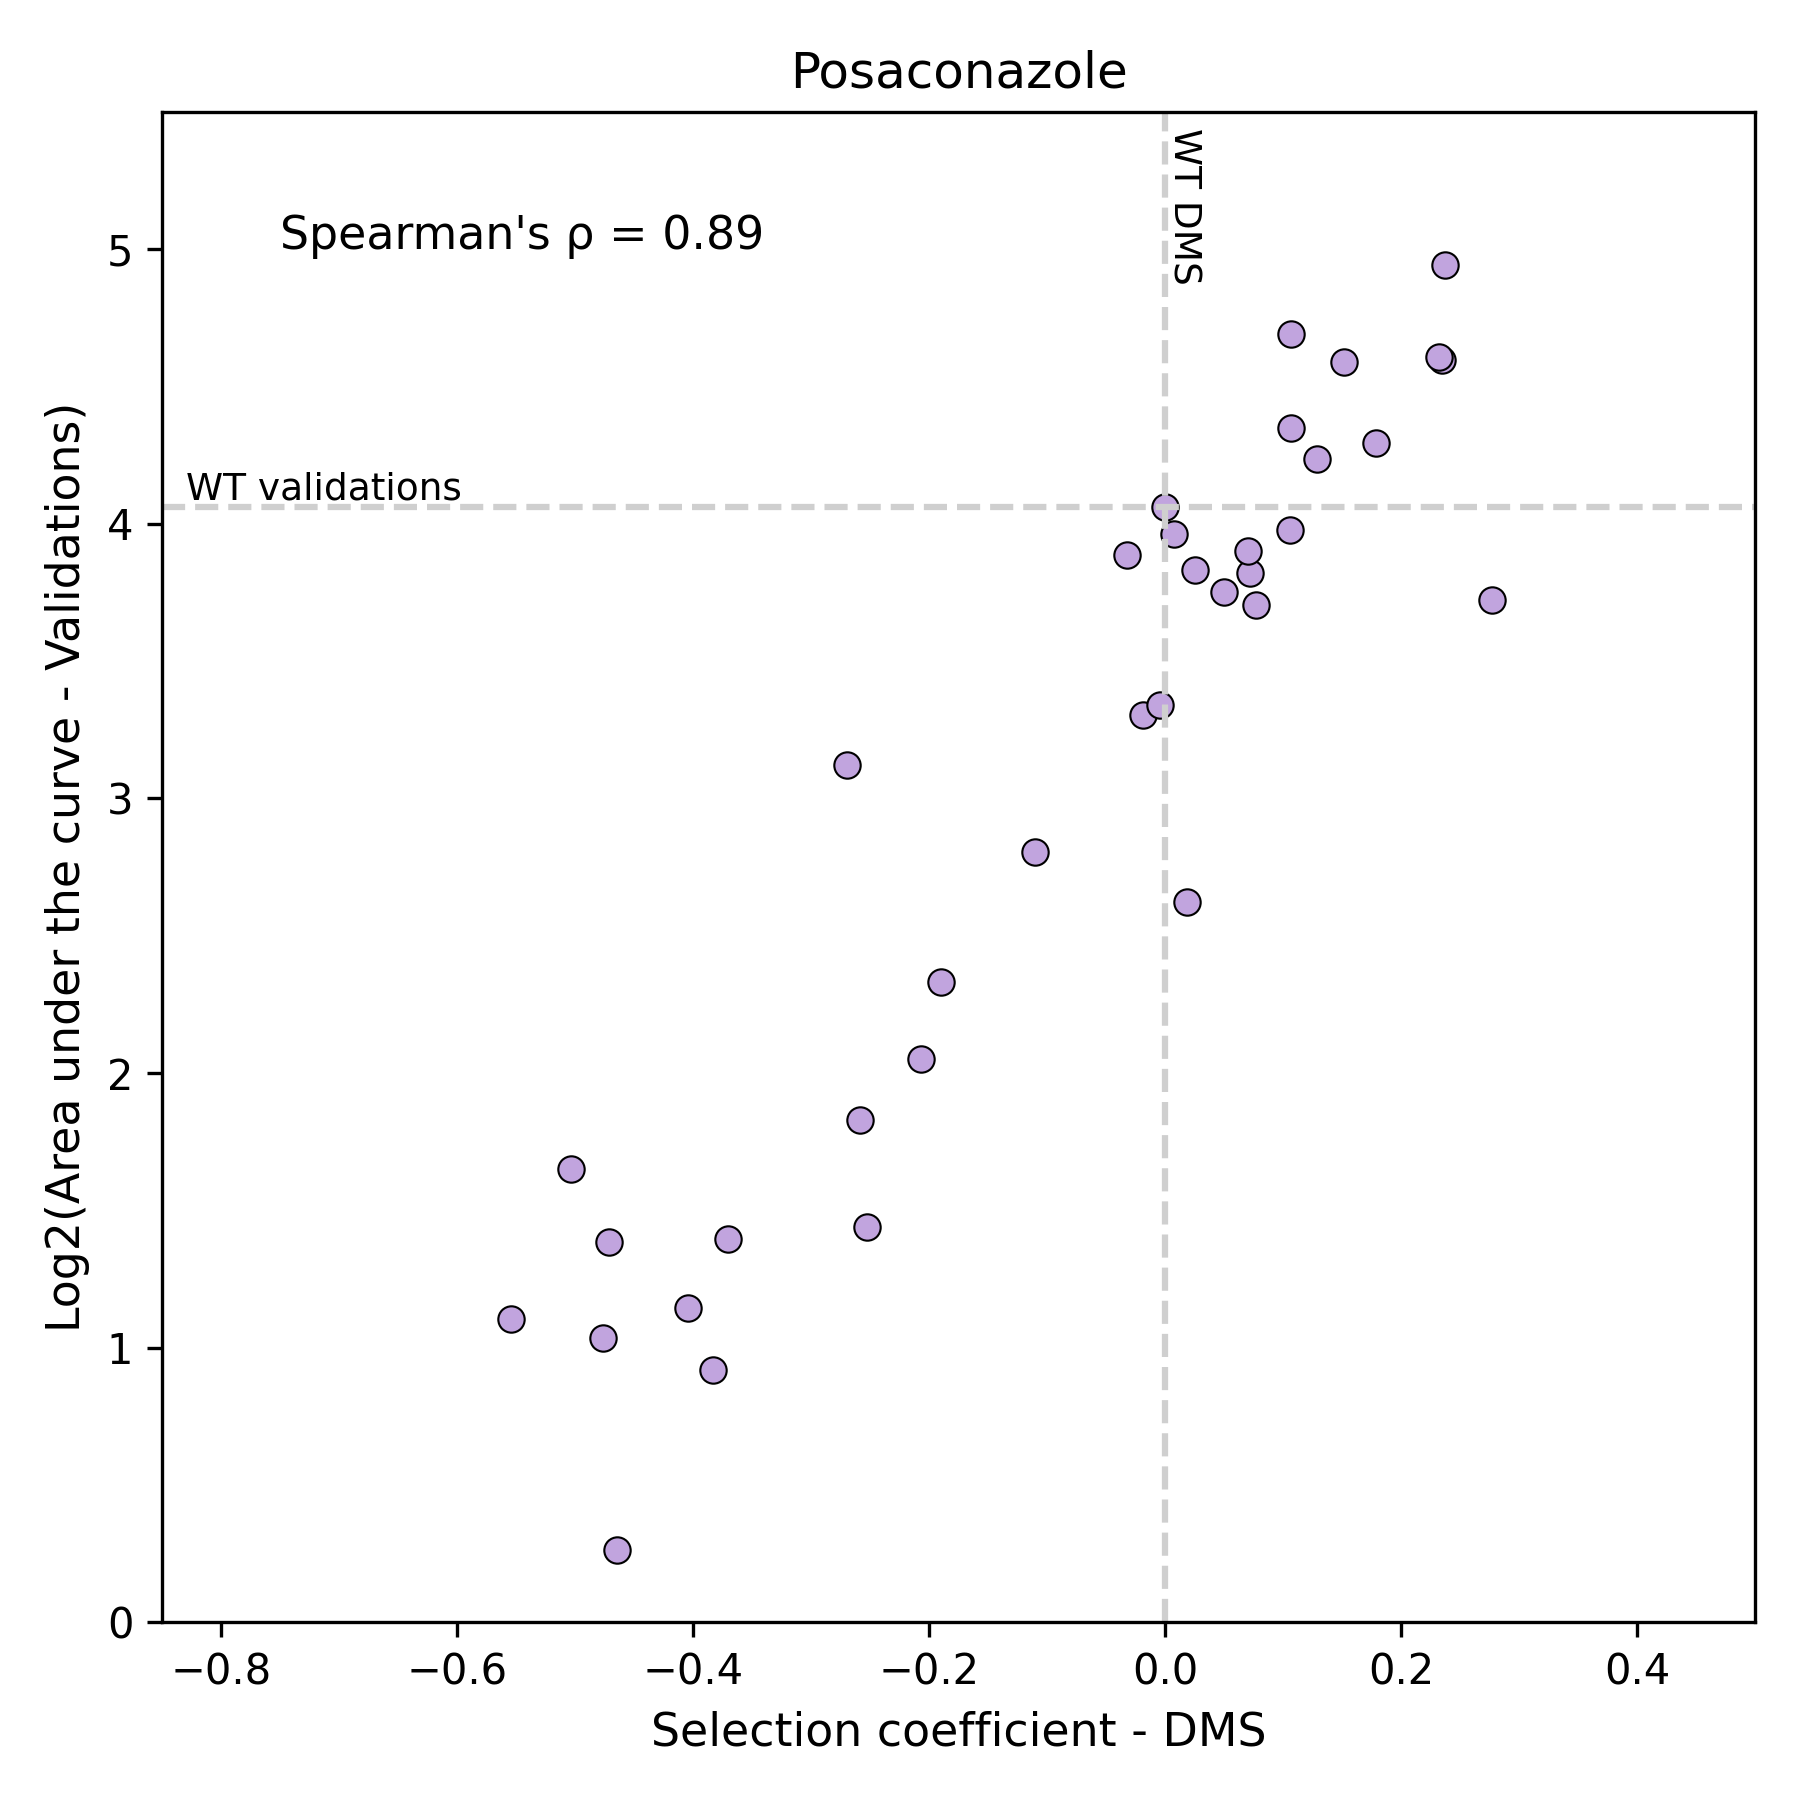 Posaconazole
WT DMS
Spearman's ρ = 0.89
WT validations
Log2(Area under the curve - Validations)
5
4
3
2
1
0
−0.8 −0.6 −0.4 −0.2 0.0 0.2 0.4
Selection coefficient - DMS